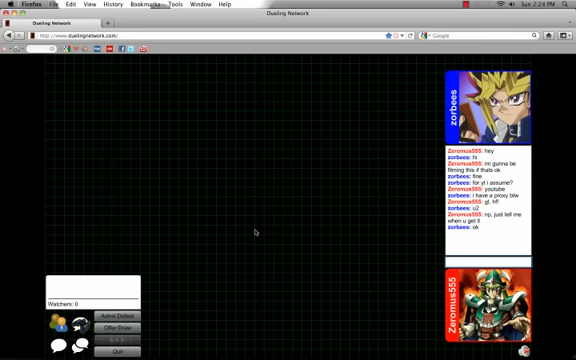 Firefox File Edit View History Bookmarks Tools Window Help
Sun 2:24 PM
Dueling Network
Dueling Network
http://www.duelingnetwork.com/
Google
zorbees
Zeromus555: hey
zorbees: hi
Zeromus555: im gunna be
filming this if thats ok
zorbees: fine
zorbees: for yt i assume?
Zeromus555: youtube
zorbees: i have a proxy btw
Zeromus555: gl, hf!
zorbees: u2
Zeromus555: np, just tell me
when u get it
zorbees: ok
Watchers: 0
Admit Defeat
Offer Draw
Quit
Zeromus555